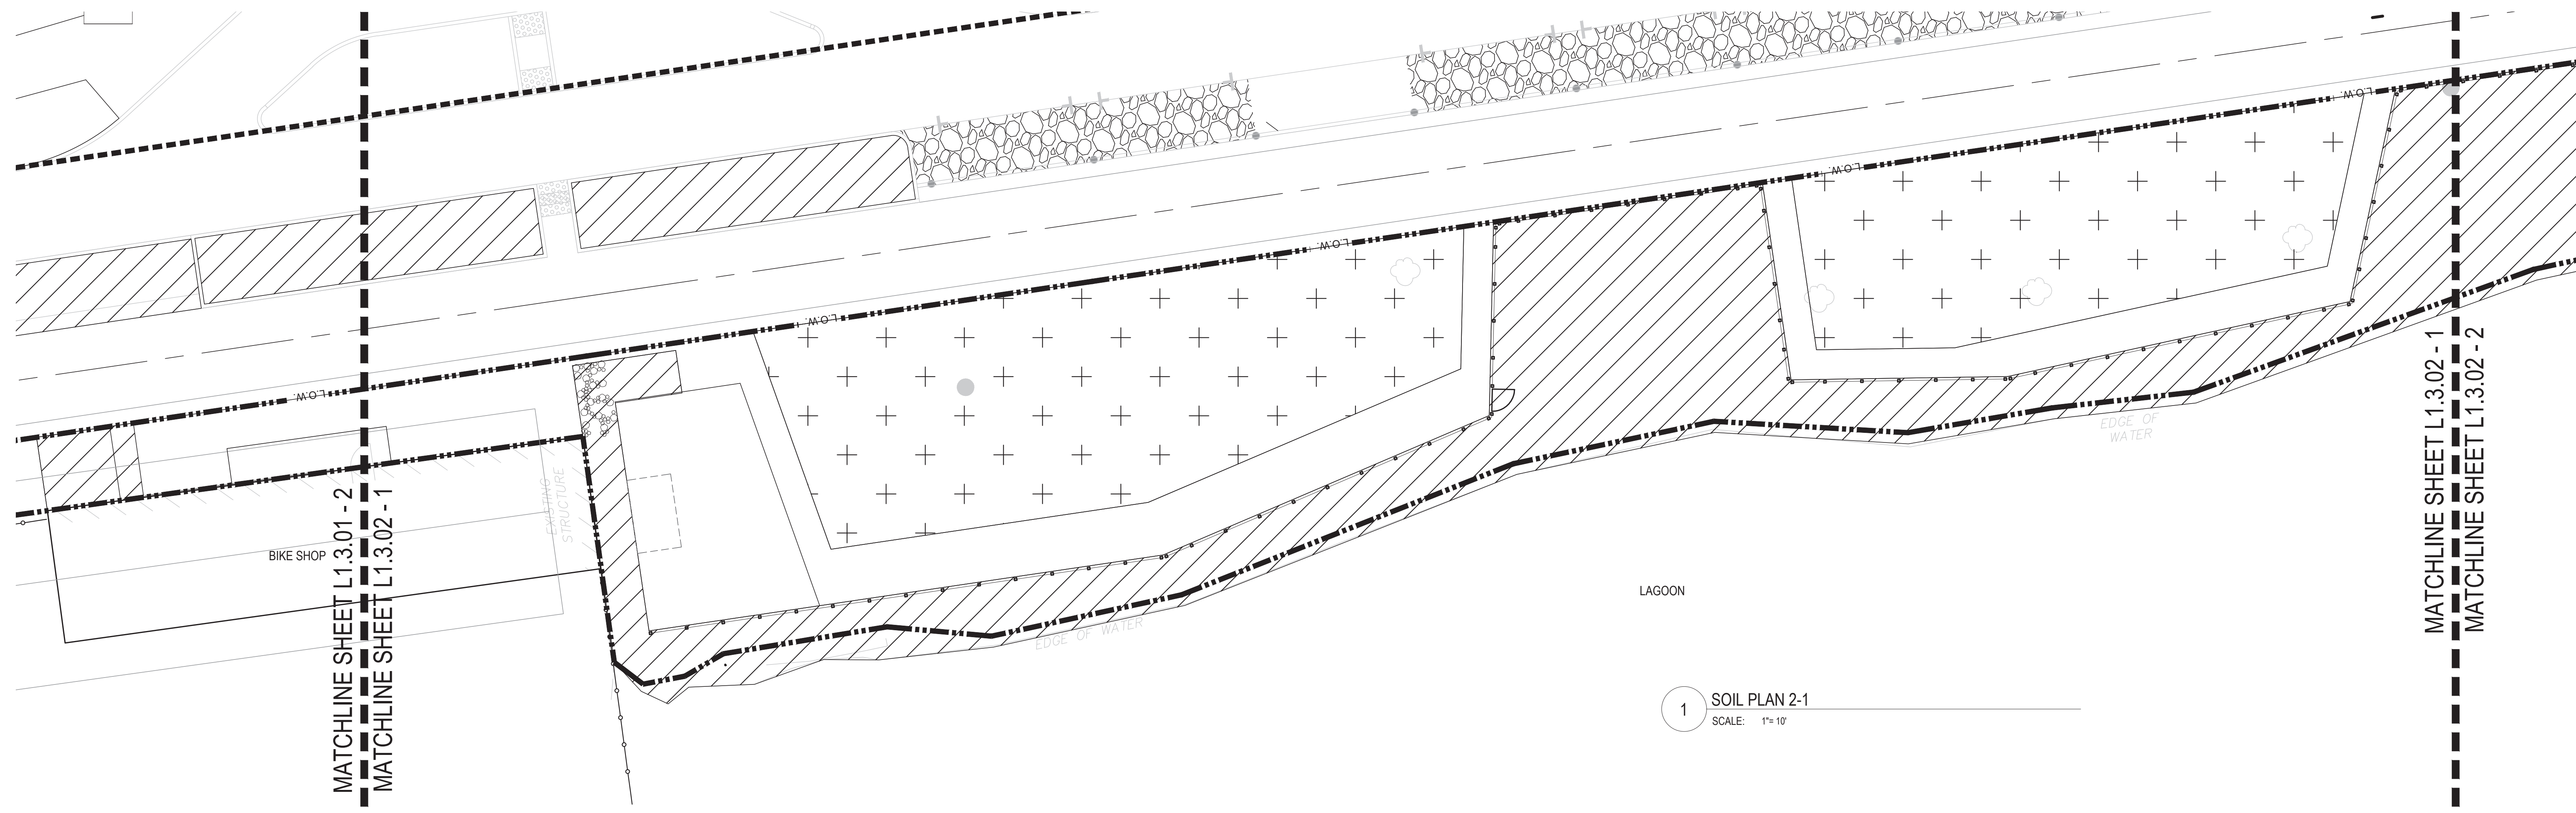 L.O.W.
L.O.W.
L.O.W.
L.O.W.
L.O.W.
EXISTING
STRUCTURE
BIKE SHOP
MATCHLINE SHEET L1.3.01 - 2
MATCHLINE SHEET L1.3.02 - 1
EDGE OF WATER
LAGOON
EDGE OF
WATER
MATCHLINE SHEET L1.3.02 - 1
MATCHLINE SHEET L1.3.02 - 2
1
SOIL PLAN 2-1
SCALE: 1"= 10'